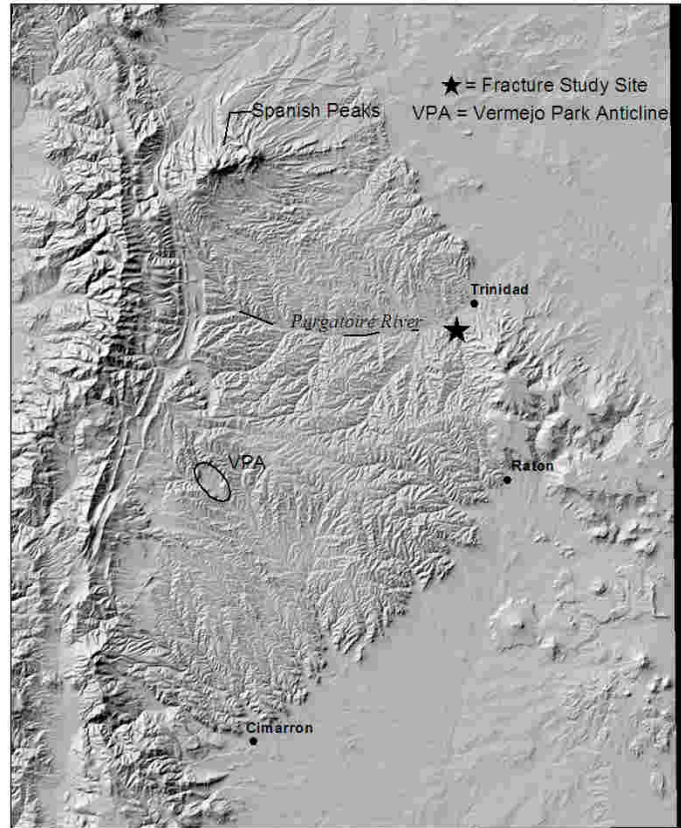 ★ = Fracture Study Site
Spanish Peaks
VPA = Vermejo Park Anticline
Trinidad
Purgatoire River
VPA
Raton
Cimarron